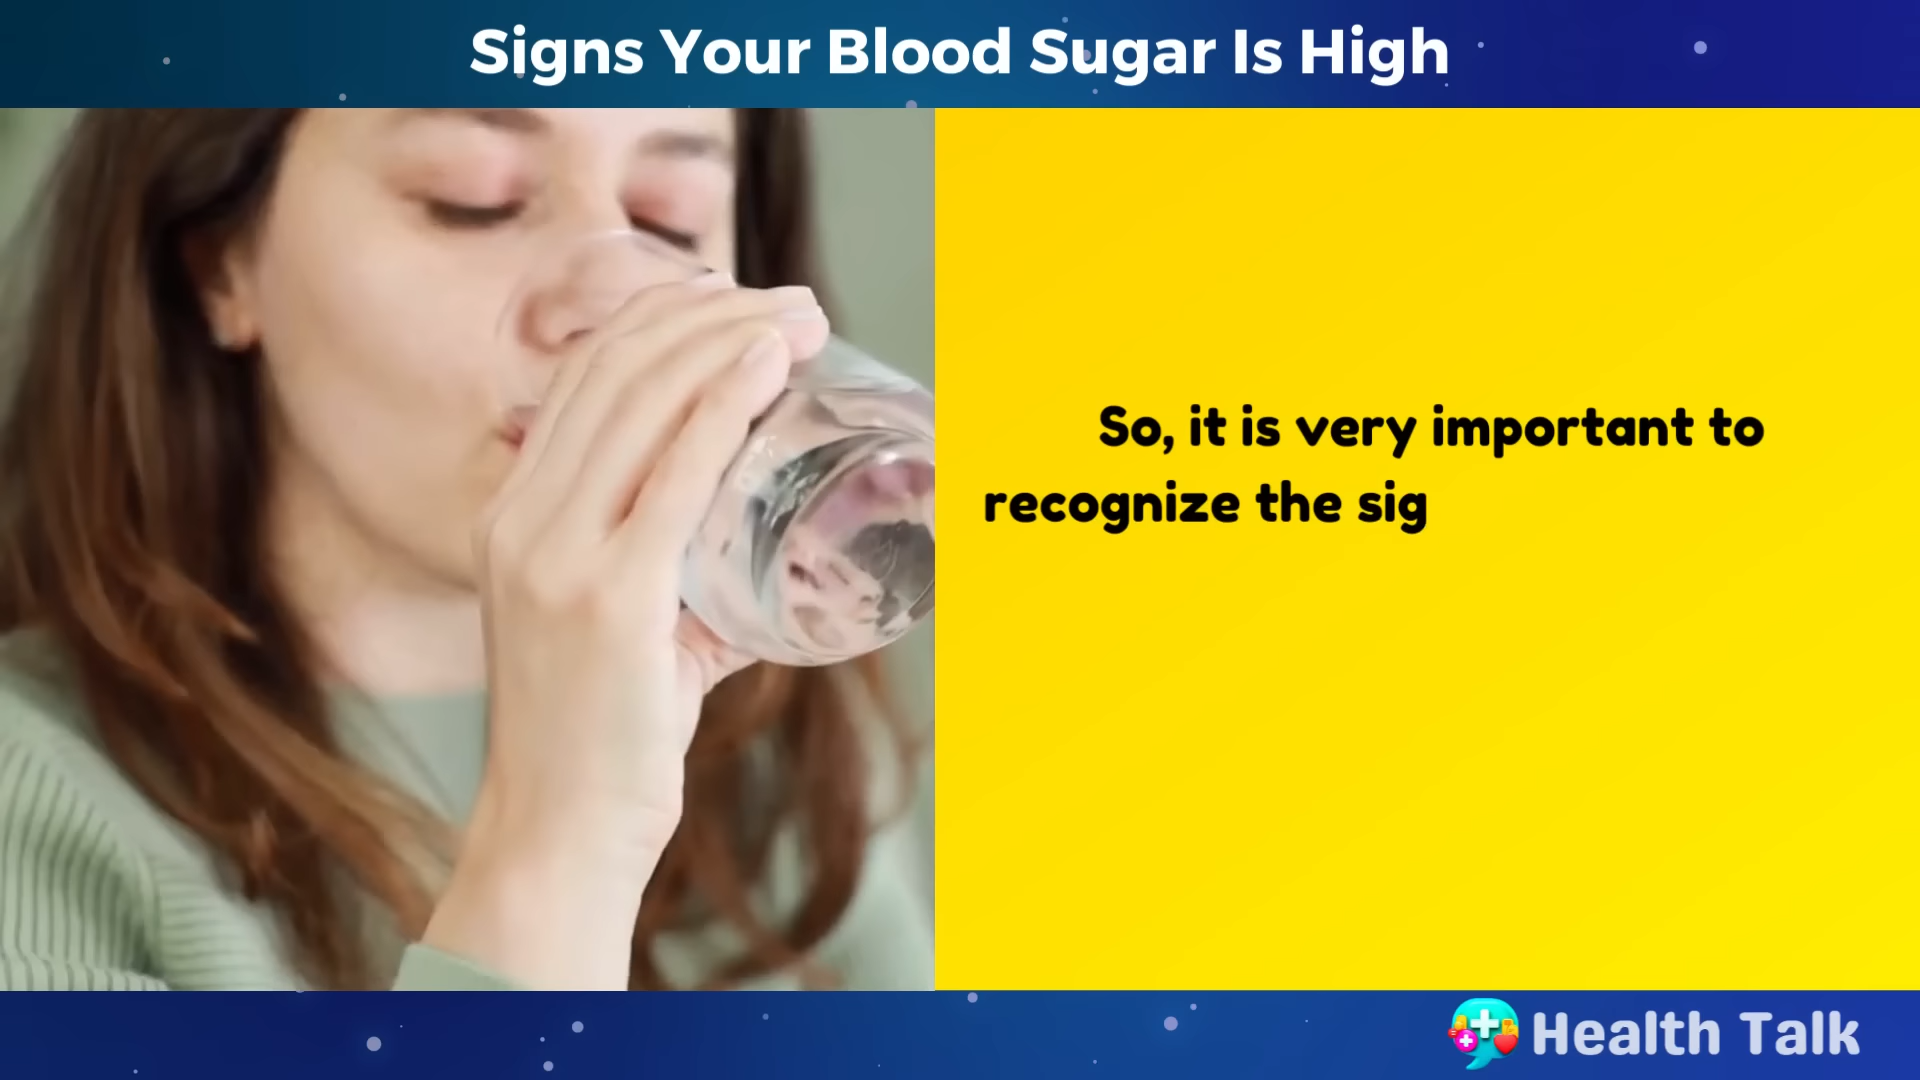 Signs Your Blood Sugar Is High
So, it is very important to
recognize the sig
Health Talk